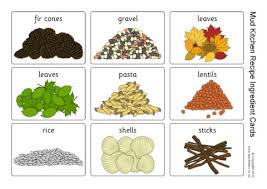 fir cones
gravel
leaves
leaves
pasta
lentils
rice
shells
sticks
Mud Kitchen Recipe Ingredient Cards